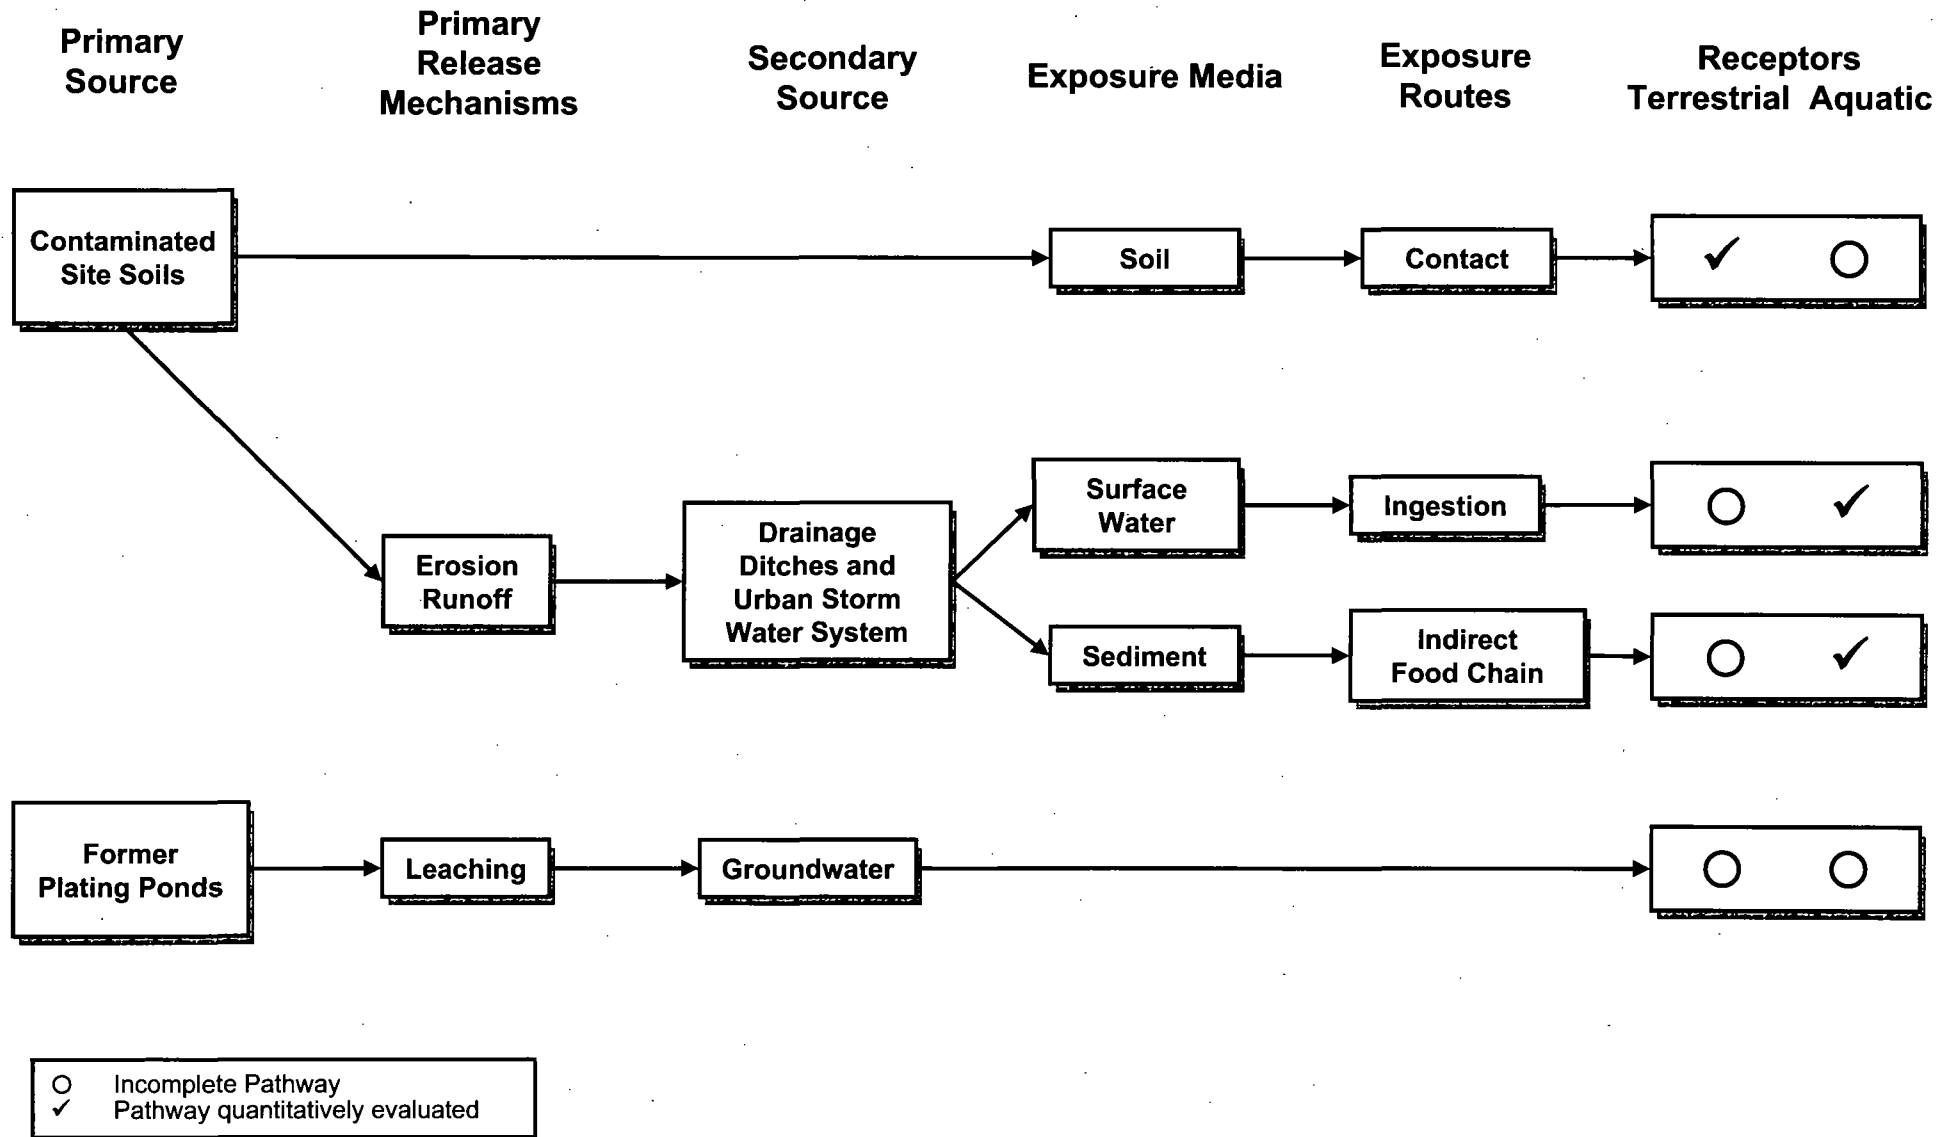 Primary
Source
Primary
Release
Mechanisms
Secondary
Source
Exposure Media
Exposure
Routes
Receptors
Terrestrial Aquatic
Contaminated
Site Soils
Soil
Contact
✓ ○
Erosion
Runoff
Drainage
Ditches and
Urban Storm
Water System
Surface
Water
Ingestion
○ ✓
Sediment
Indirect
Food Chain
○ ✓
Former
Plating Ponds
Leaching
Groundwater
○ ○
○ Incomplete Pathway
✓ Pathway quantitatively evaluated